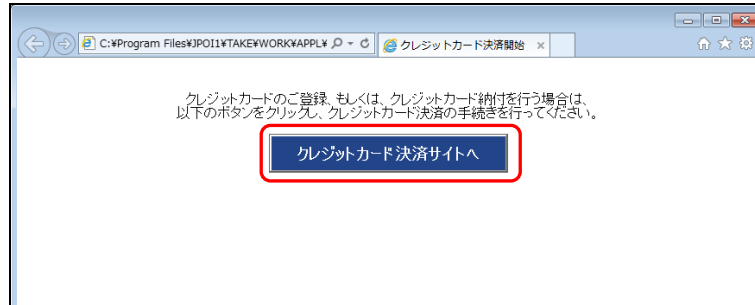 C:¥Program Files¥JPOI1¥TAKE¥WORK¥APPL¥
クレジットカード決済開始
クレジットカードのご登録、もしくは、クレジットカード納付を行う場合は、
以下のボタンをクリックし、クレジットカード決済の手続きを行ってください。
クレジットカード決済サイトへ